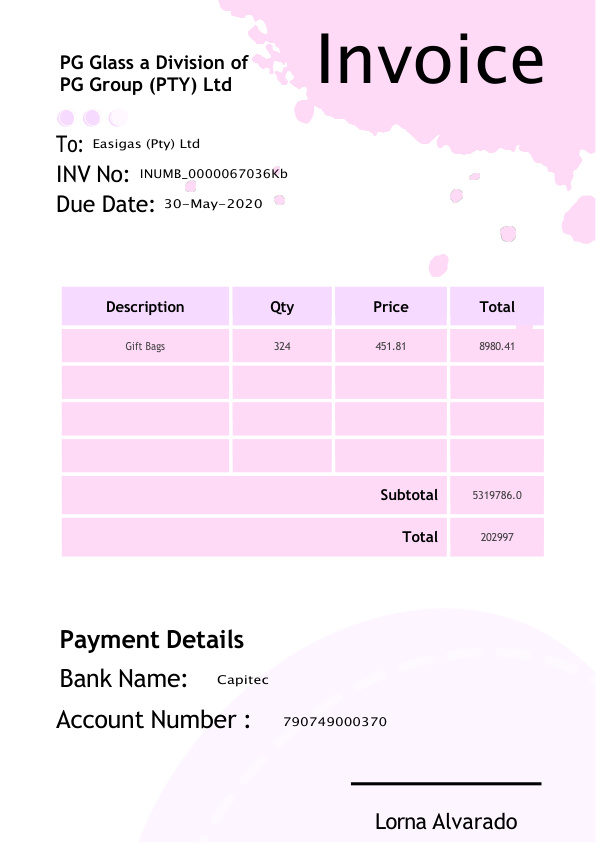 Invoice
PG Glass a Division of
PG Group (PTY) Ltd
To: Easigas (Pty) Ltd
INV No: INUMB_0000067036Kb
Due Date: 30-May-2020
Description Qty Price Total
Gift Bags 324 451.81 8980.41
Subtotal 5319786.0
Total 202997
Payment Details
Bank Name: Capitec
Account Number : 790749000370
Lorna Alvarado